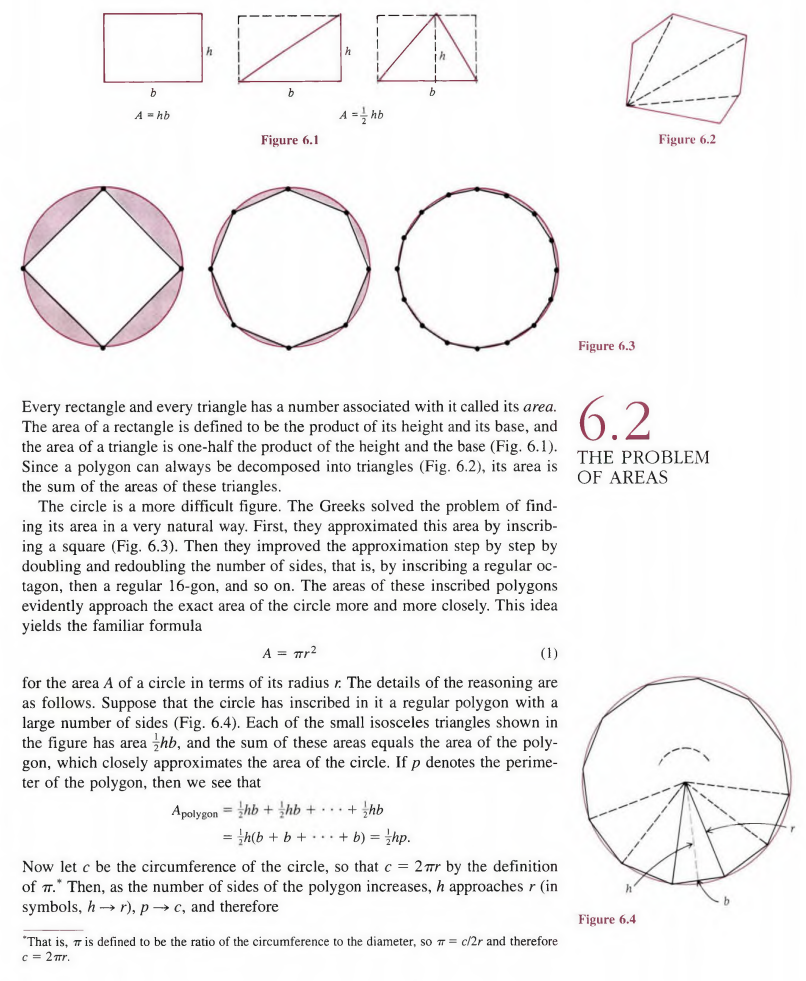 h
h
h
b
b
b
A = hb
A = ½ hb
Figure 6.1
Figure 6.2
Figure 6.3
6.2
THE PROBLEM
OF AREAS
Every rectangle and every triangle has a number associated with it called its area.
The area of a rectangle is defined to be the product of its height and its base, and
the area of a triangle is one-half the product of the height and the base (Fig. 6.1).
Since a polygon can always be decomposed into triangles (Fig. 6.2), its area is
the sum of the areas of these triangles.
The circle is a more difficult figure. The Greeks solved the problem of find-
ing its area in a very natural way. First, they approximated this area by inscrib-
ing a square (Fig. 6.3). Then they improved the approximation step by step by
doubling and redoubling the number of sides, that is, by inscribing a regular oc-
tagon, then a regular 16-gon, and so on. The areas of these inscribed polygons
evidently approach the exact area of the circle more and more closely. This idea
yields the familiar formula
A = πr² (1)
for the area A of a circle in terms of its radius r. The details of the reasoning are
as follows. Suppose that the circle has inscribed in it a regular polygon with a
large number of sides (Fig. 6.4). Each of the small isosceles triangles shown in
the figure has area ½hb, and the sum of these areas equals the area of the poly-
gon, which closely approximates the area of the circle. If p denotes the perime-
ter of the polygon, then we see that
A polygon = ½hb + ½hb + · · · + ½hb
= ½h(b + b + · · · + b) = ½hp.
Now let c be the circumference of the circle, so that c = 2πr by the definition
of π.* Then, as the number of sides of the polygon increases, h approaches r (in
symbols, h → r), p → c, and therefore
r
h
b
Figure 6.4
*That is, π is defined to be the ratio of the circumference to the diameter, so π = c/2r and therefore
c = 2πr.